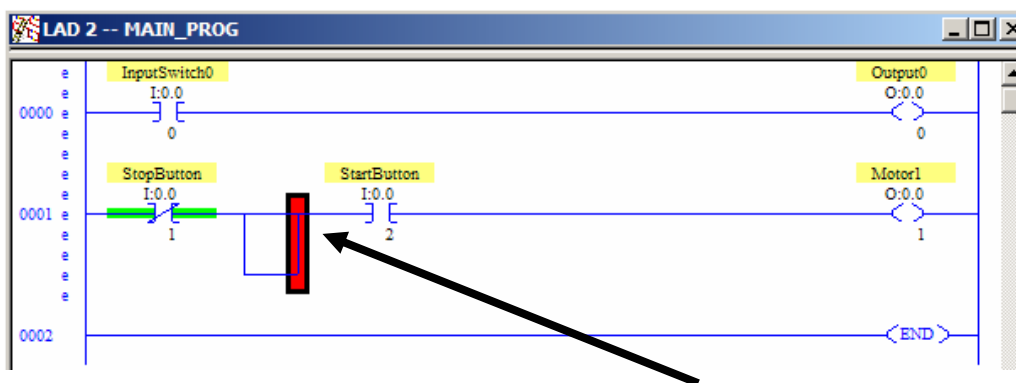 LAD 2 -- MAIN_PROG
e
e InputSwitch0 Output0
e I:0.0 O:0.0
0000 e
e 0 0
e
e StopButton StartButton Motor1
e I:0.0 I:0.0 O:0.0
0001 e
e 1 2 1
e
e
e
0002 END